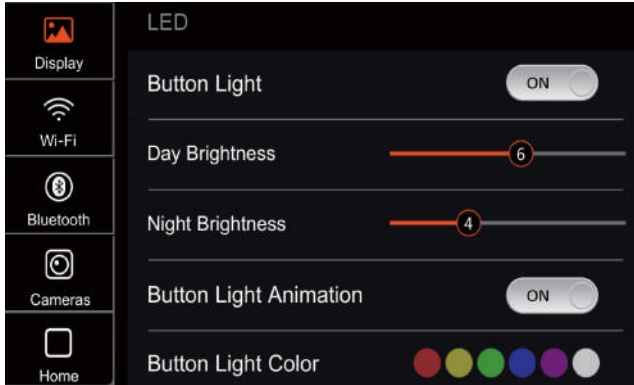 LED
Display
Button Light
ON
Wi-Fi
Day Brightness
6
Bluetooth
Night Brightness
4
Cameras
Button Light Animation
ON
Home
Button Light Color